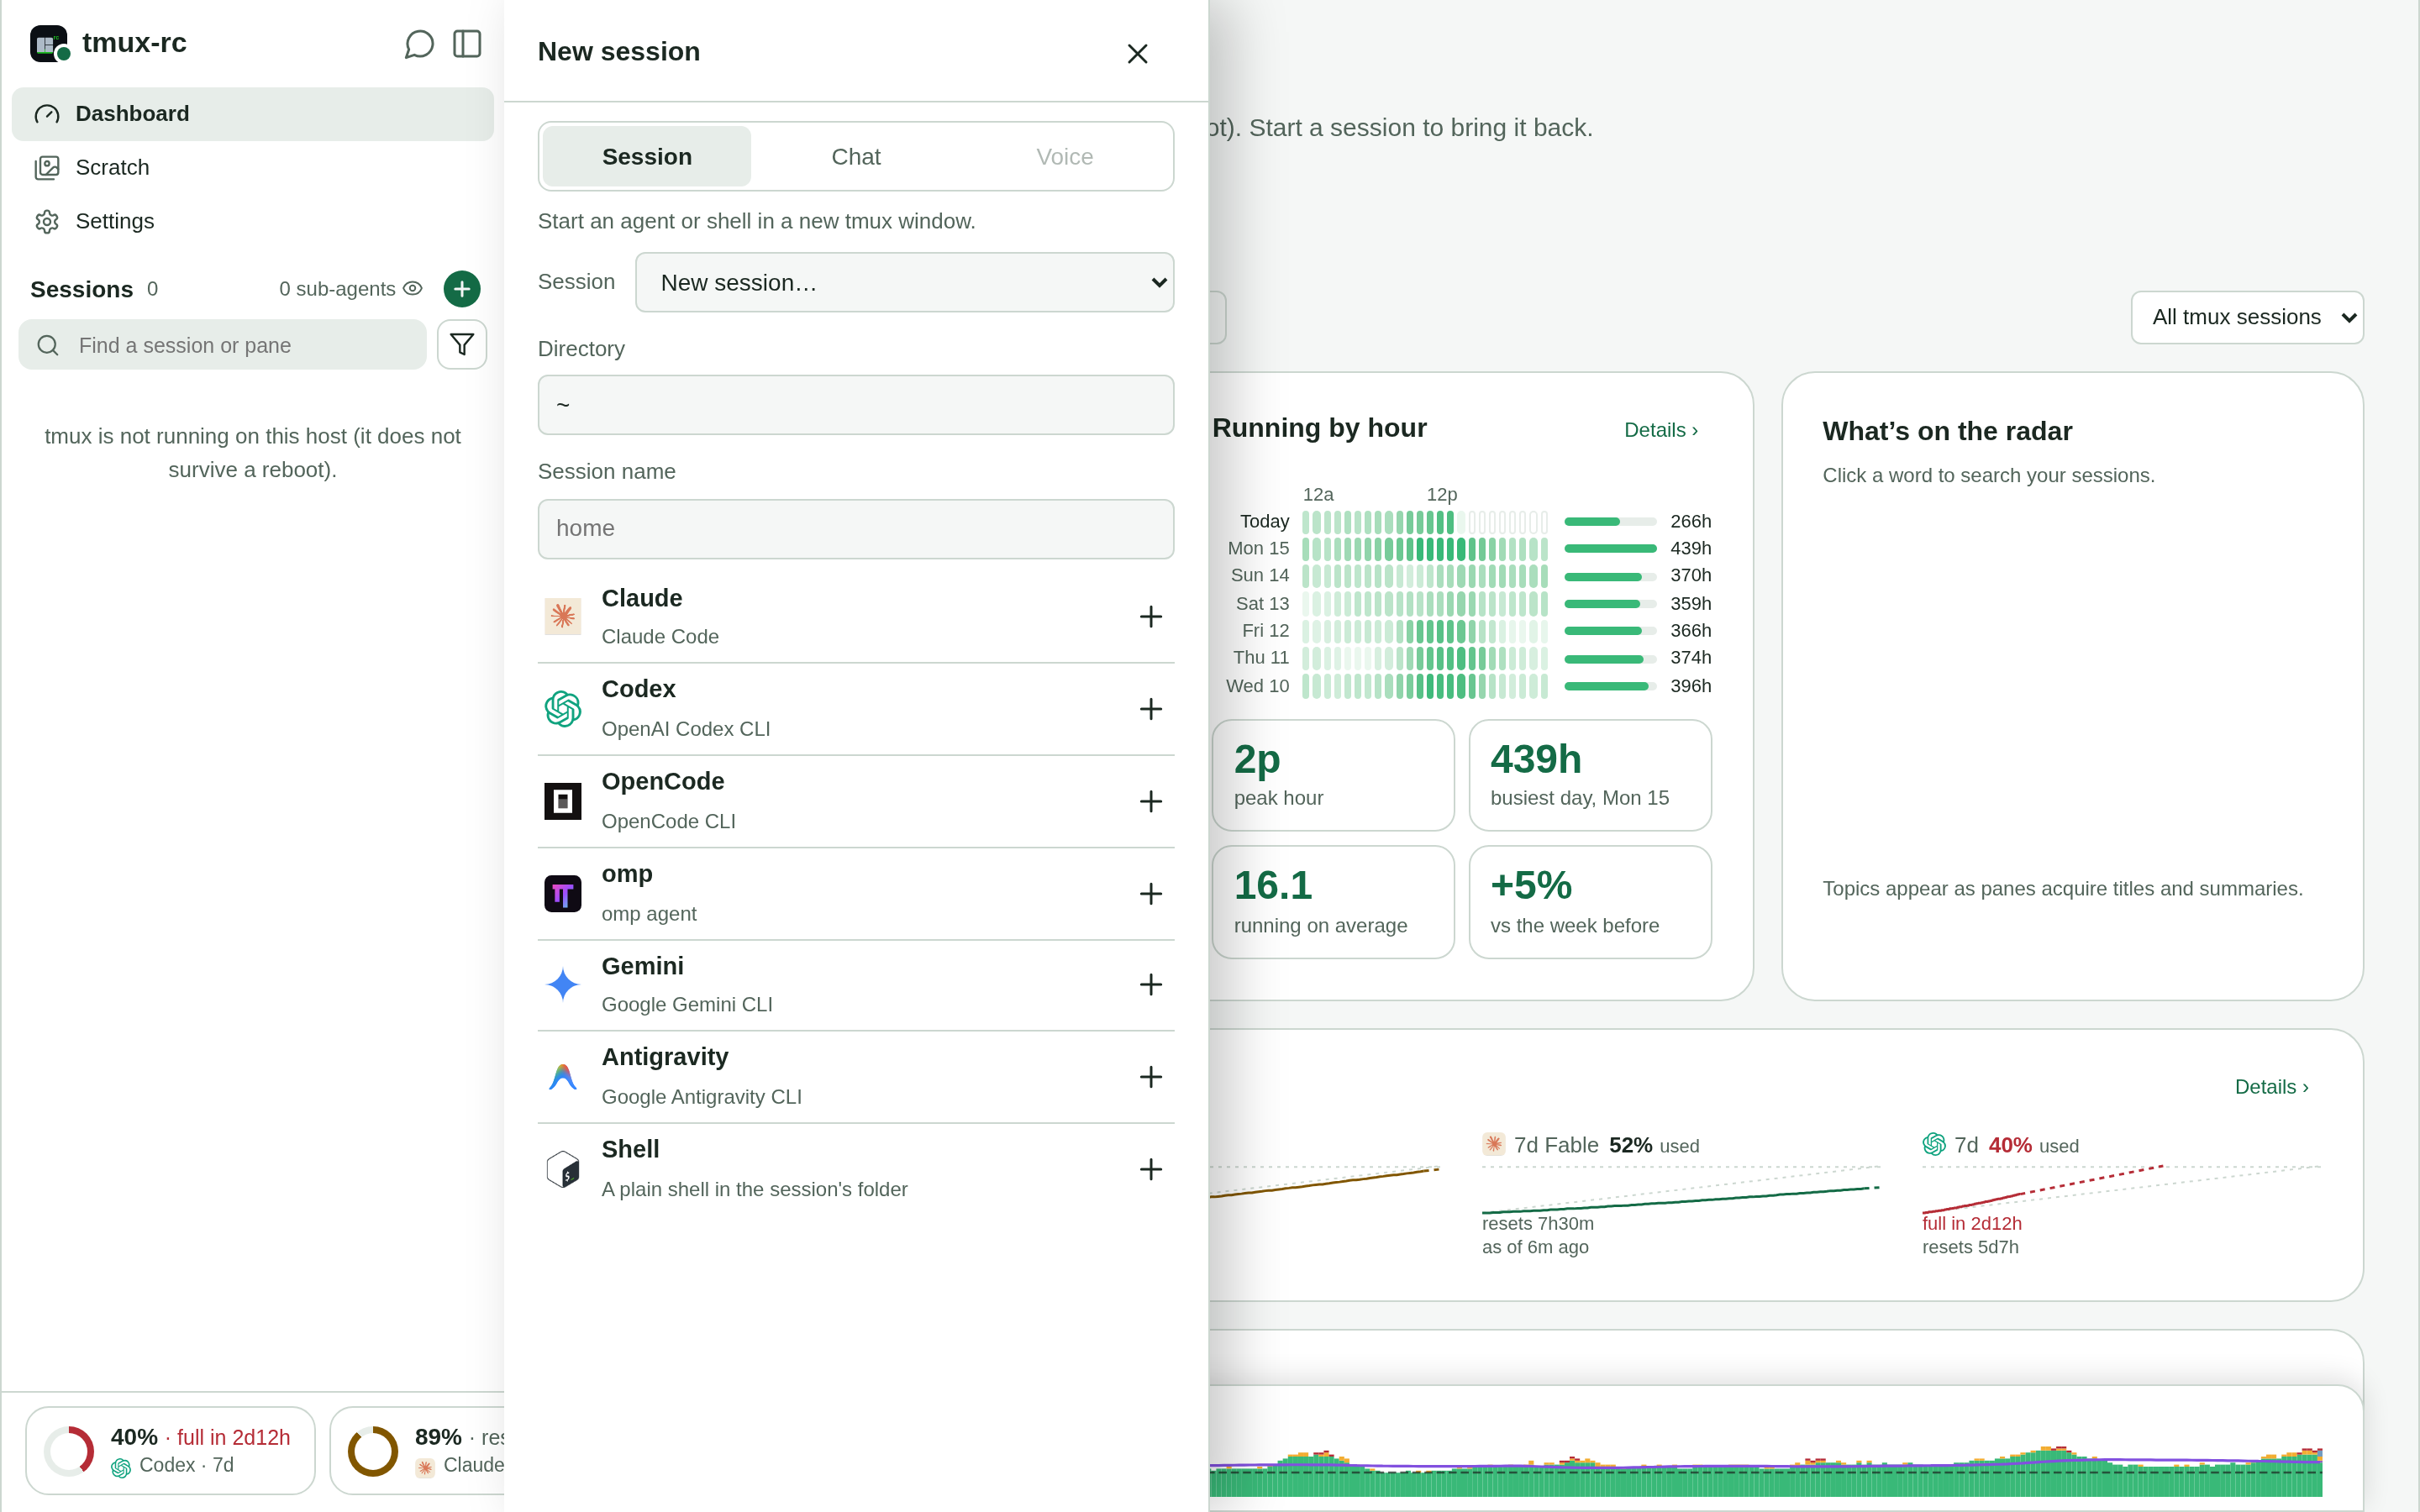 tmux-rc
Dashboard
Scratch
Settings
Sessions 0 0 sub-agents
Find a session or pane
tmux is not running on this host (it does not
survive a reboot).
40% · full in 2d12h
Codex · 7d
89% · res
Claude
New session
Session Chat Voice
Start an agent or shell in a new tmux window.
Session New session…
Directory
~
Session name
home
Claude
Claude Code
Codex
OpenAI Codex CLI
OpenCode
OpenCode CLI
omp
omp agent
Gemini
Google Gemini CLI
Antigravity
Google Antigravity CLI
Shell
A plain shell in the session's folder
ot). Start a session to bring it back.
All tmux sessions
Running by hour Details ›
12a 12p
Today 266h
Mon 15 439h
Sun 14 370h
Sat 13 359h
Fri 12 366h
Thu 11 374h
Wed 10 396h
2p
peak hour
439h
busiest day, Mon 15
16.1
running on average
+5%
vs the week before
What’s on the radar
Click a word to search your sessions.
Topics appear as panes acquire titles and summaries.
Details ›
7d Fable 52% used
resets 7h30m
as of 6m ago
7d 40% used
full in 2d12h
resets 5d7h